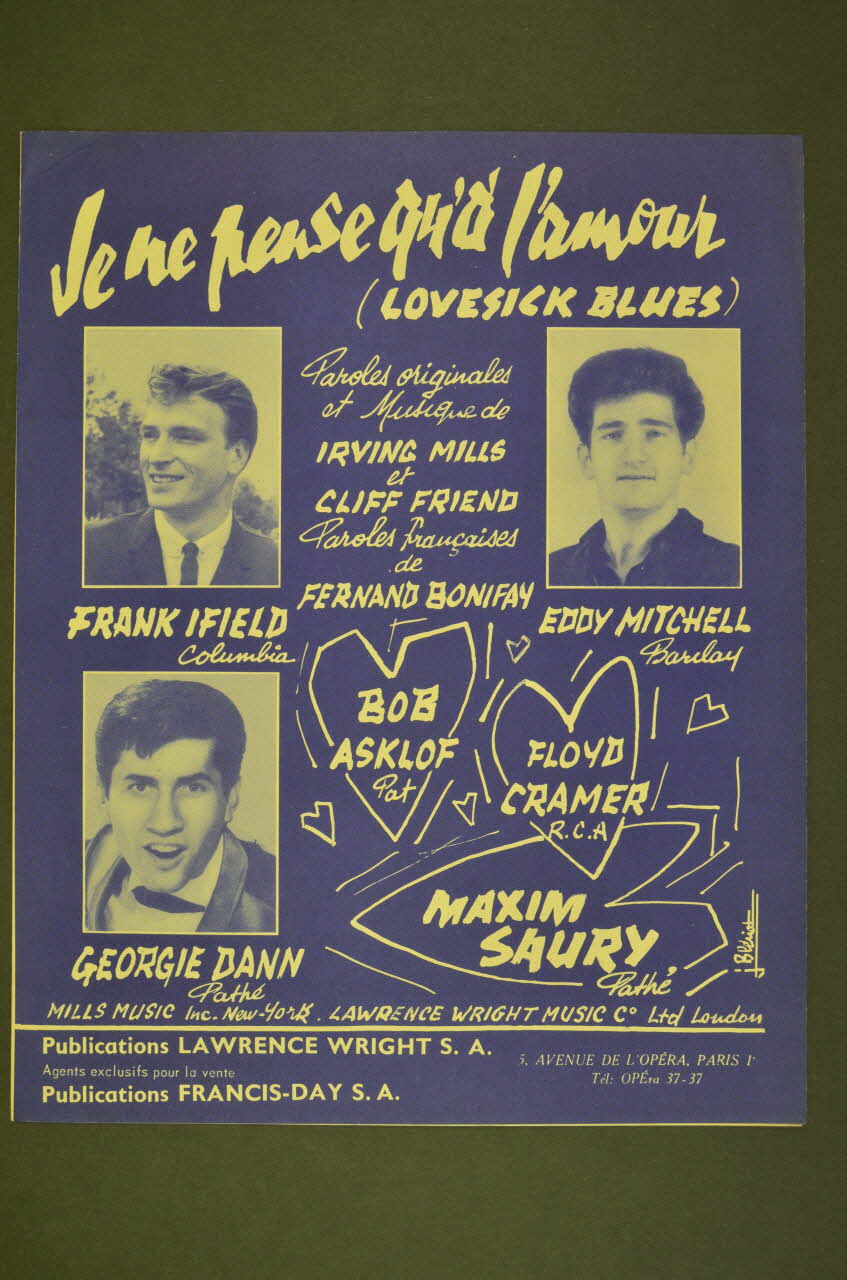 Je ne pense qu'à l'amour
(LOVESICK BLUES)
Paroles originales
et Musique de
IRVING MILLS
et
CLIFF FRIEND
Paroles françaises
de
FERNAND BONIFAY
FRANK IFIELD
Columbia
EDDY MITCHELL
Barclay
BOB
ASKLOF
Pat
FLOYD
CRAMER
R.C.A
GEORGIE DANN
Pathé
MAXIM
SAURY
Pathé
j Blériot
MILLS MUSIC Inc. New-York. LAWRENCE WRIGHT MUSIC Co Ltd London
Publications LAWRENCE WRIGHT S. A.
Agents exclusifs pour la vente
Publications FRANCIS-DAY S. A.
5, AVENUE DE L'OPÉRA, PARIS 1r
Tél: OPÉra 37-37